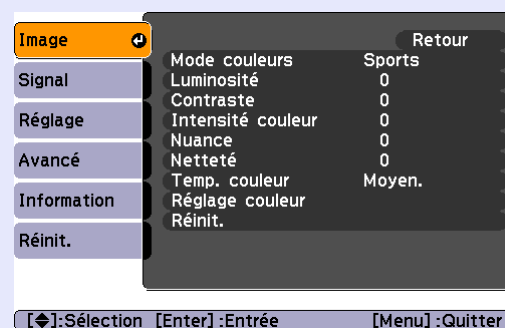 Image
Signal
Réglage
Avancé
Information
Réinit.
Retour
Mode couleurs Sports
Luminosité 0
Contraste 0
Intensité couleur 0
Nuance 0
Netteté 0
Temp. couleur Moyen.
Réglage couleur
Réinit.
[◆]:Sélection [Enter] :Entrée [Menu] :Quitter